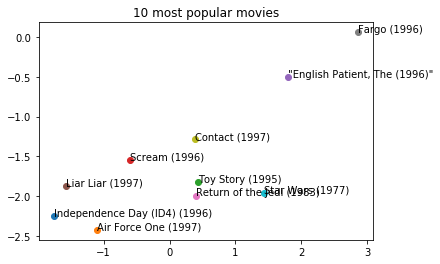 10 most popular movies
0.0
−0.5
−1.0
−1.5
−2.0
−2.5
Fargo (1996)
"English Patient, The (1996)"
Contact (1997)
Scream (1996)
Toy Story (1995)
Liar Liar (1997)
Star Wars (1977)
Return of the Jedi (1983)
Independence Day (ID4) (1996)
Air Force One (1997)
−1
0
1
2
3